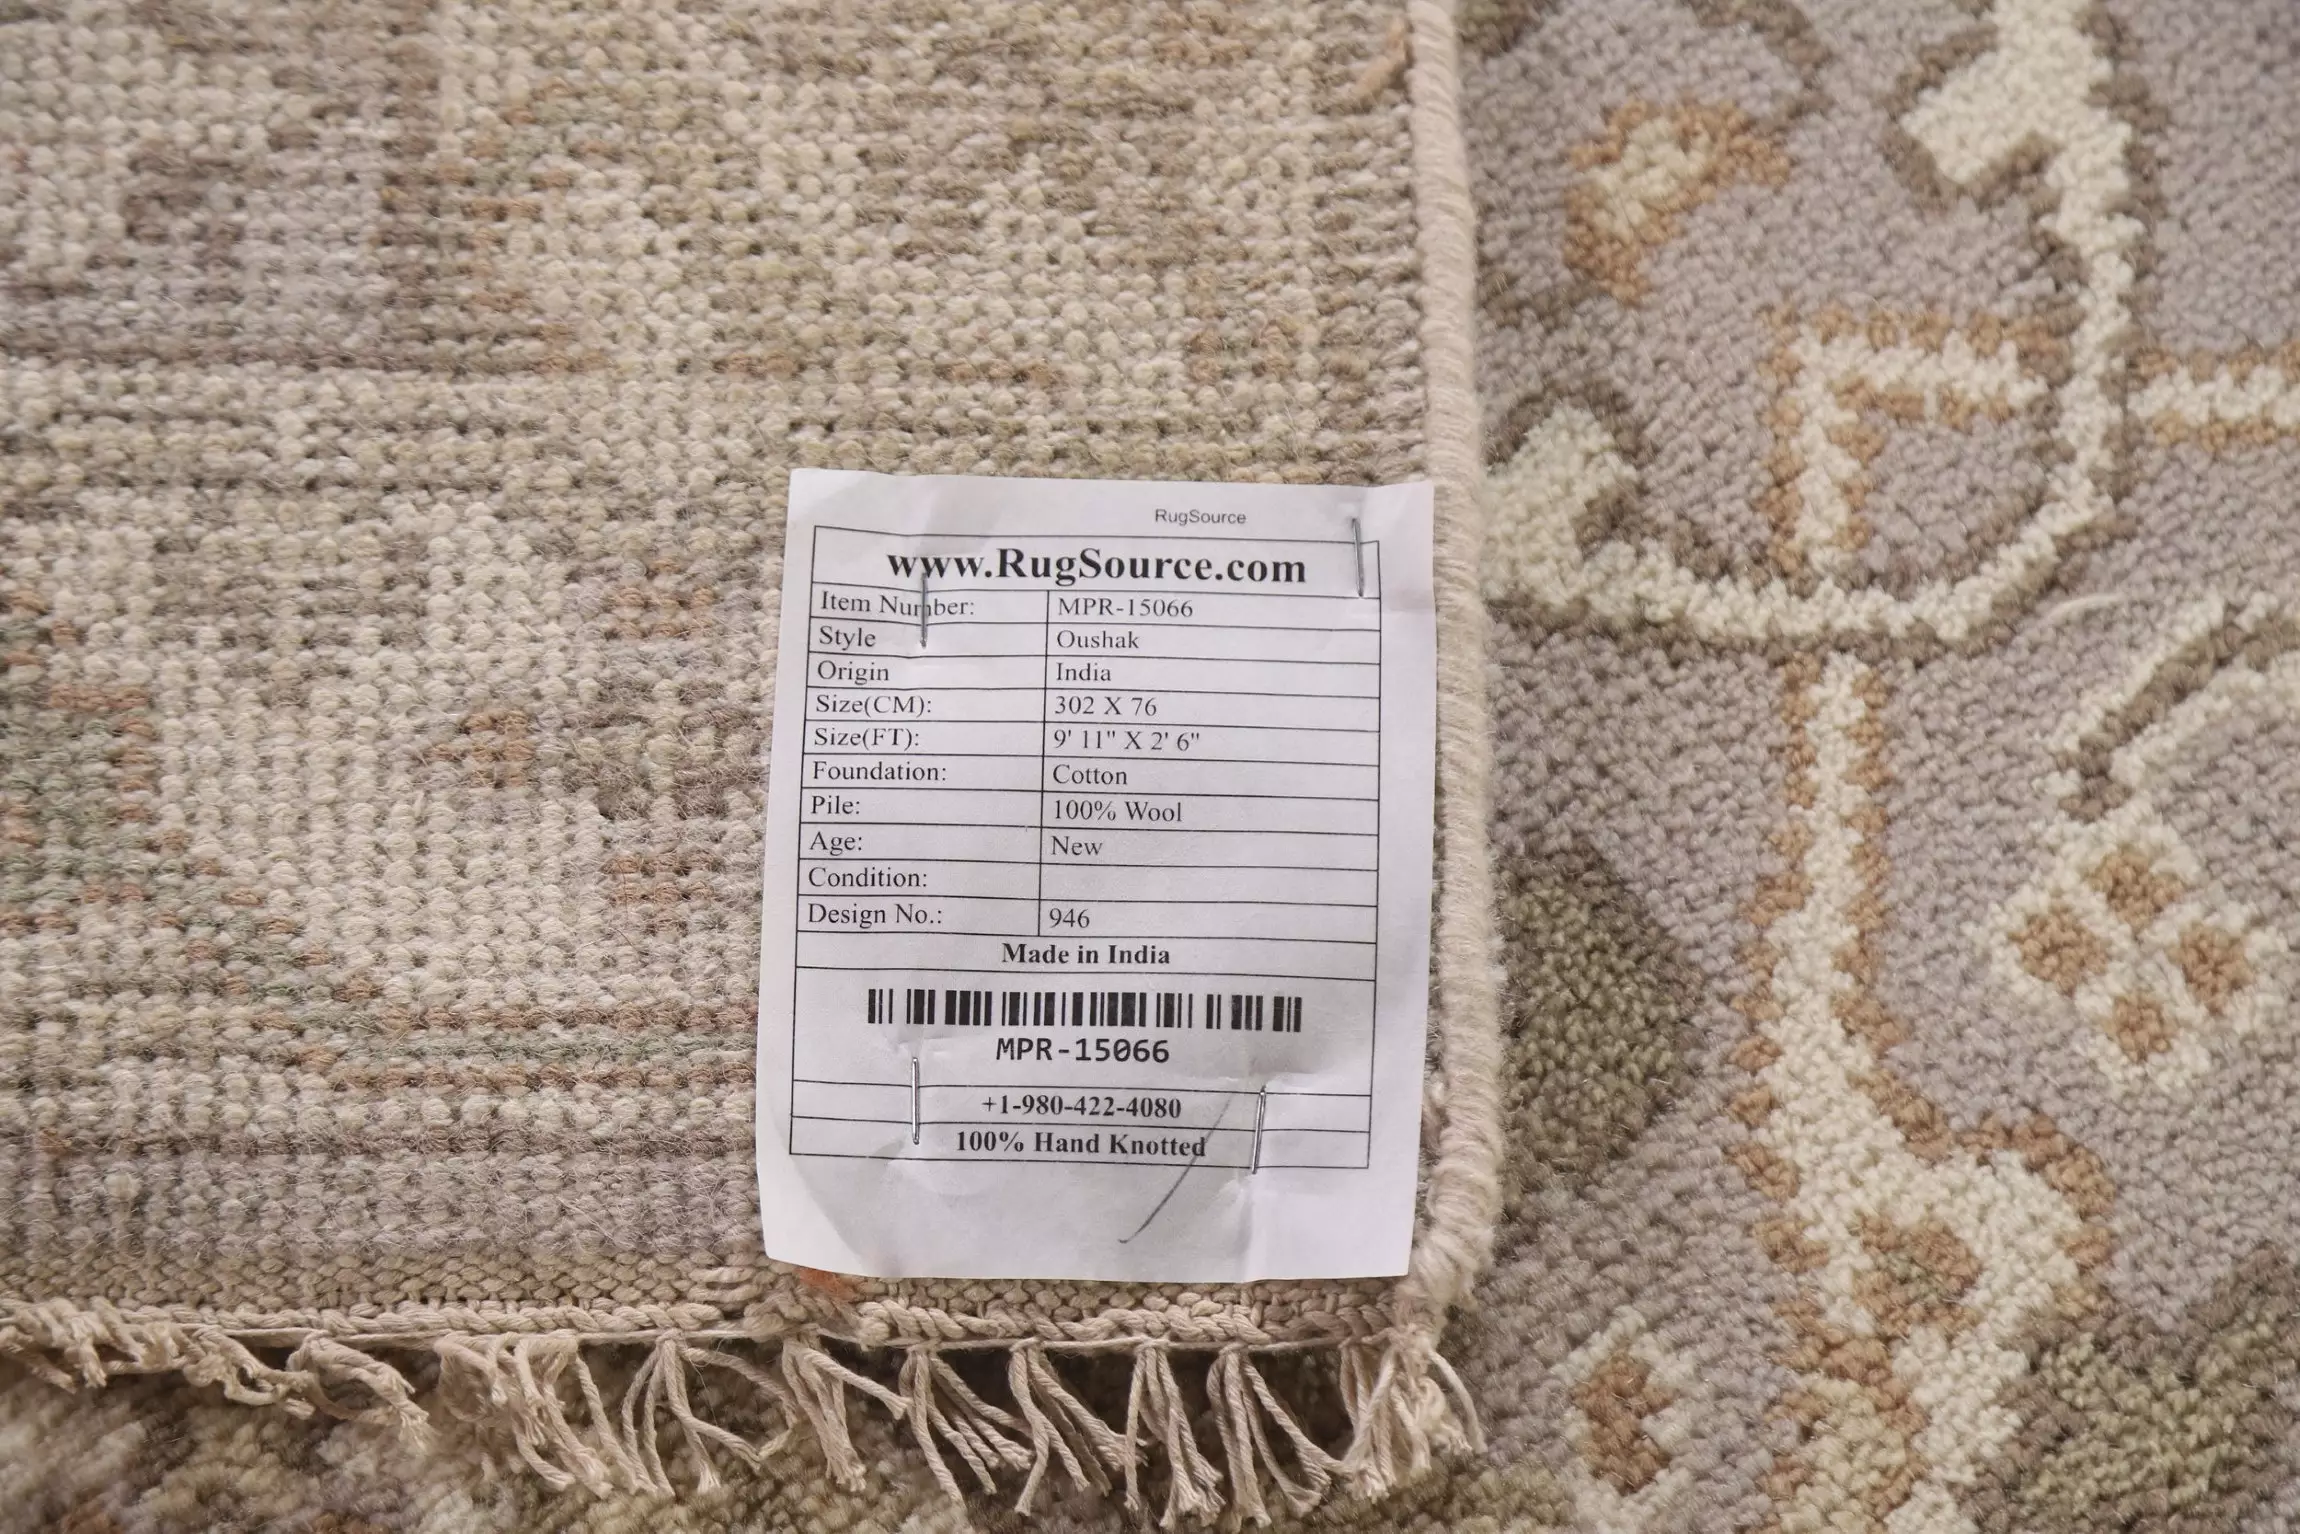 RugSource
www.RugSource.com
Item Number: MPR-15066
Style Oushak
Origin India
Size(CM): 302 X 76
Size(FT): 9' 11" X 2' 6"
Foundation: Cotton
Pile: 100% Wool
Age: New
Condition:
Design No.: 946
Made in India
MPR-15066
+1-980-422-4080
100% Hand Knotted